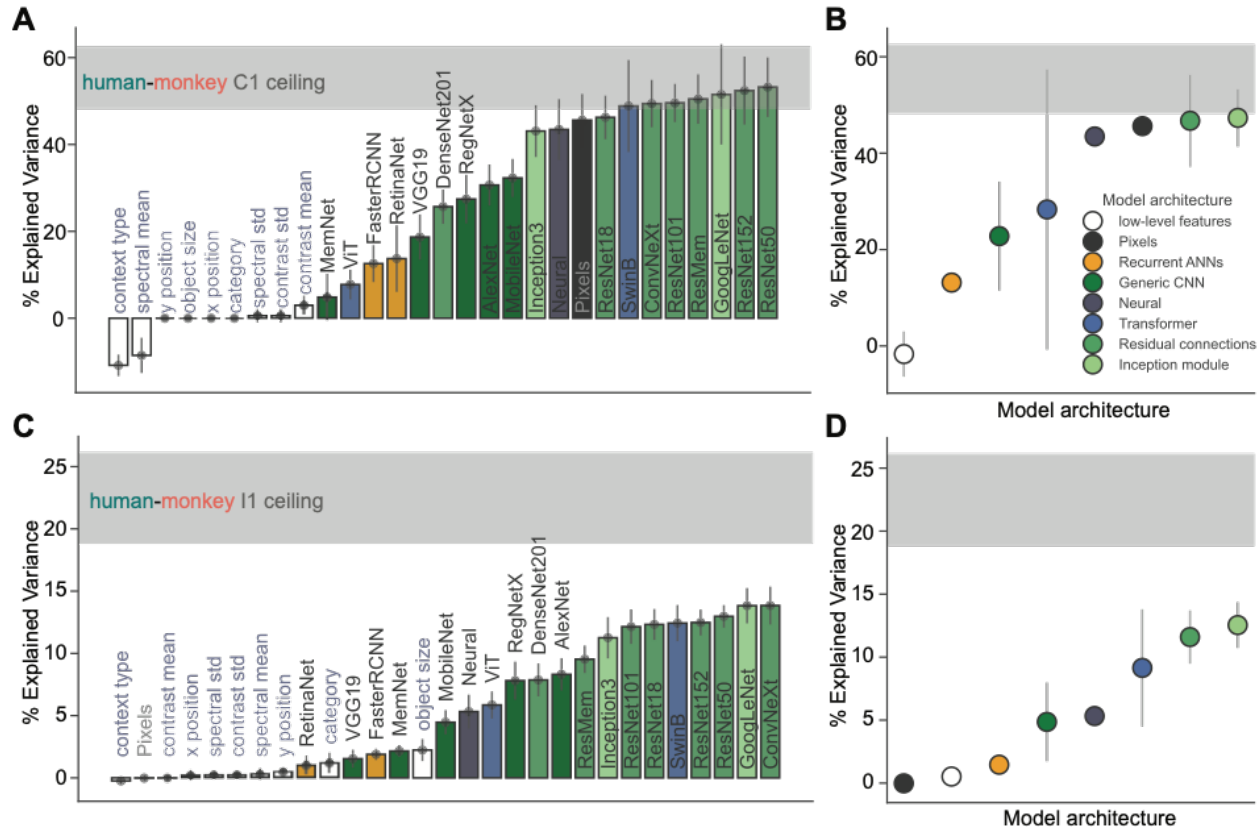 A
% Explained Variance
60
40
20
0
human-monkey C1 ceiling
context type
spectral mean
y position
object size
x position
category
spectral std
contrast std
contrast mean
MemNet
ViT
FasterRCNN
RetinaNet
VGG19
DenseNet201
RegNetX
AlexNet
MobileNet
Inception3
Neural
Pixels
ResNet18
SwinB
ConvNeXt
ResNet101
ResMem
GoogLeNet
ResNet152
ResNet50
B
% Explained Variance
60
40
20
0
Model architecture
low-level features
Pixels
Recurrent ANNs
Generic CNN
Neural
Transformer
Residual connections
Inception module
Model architecture
C
% Explained Variance
25
20
15
10
5
0
human-monkey I1 ceiling
context type
Pixels
contrast mean
x position
spectral std
contrast std
spectral mean
y position
RetinaNet
category
VGG19
FasterRCNN
MemNet
object size
MobileNet
Neural
ViT
RegNetX
DenseNet201
AlexNet
ResMem
Inception3
ResNet101
ResNet18
SwinB
ResNet152
ResNet50
GoogLeNet
ConvNeXt
D
% Explained Variance
25
20
15
10
5
0
Model architecture